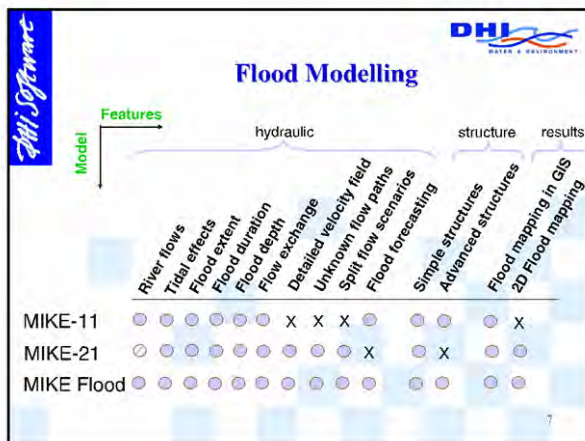 DHI Software
DHI
WATER & ENVIRONMENT
Flood Modelling
Features
Model
hydraulic
structure
results
River flows
Tidal effects
Flood extent
Flood duration
Flood depth
Flow exchange
Detailed velocity field
Unknown flow paths
Split flow scenarios
Flood forecasting
Simple structures
Advanced structures
Flood mapping in GIS
2D Flood mapping
MIKE-11 X X X X
MIKE-21 X X
MIKE Flood
7